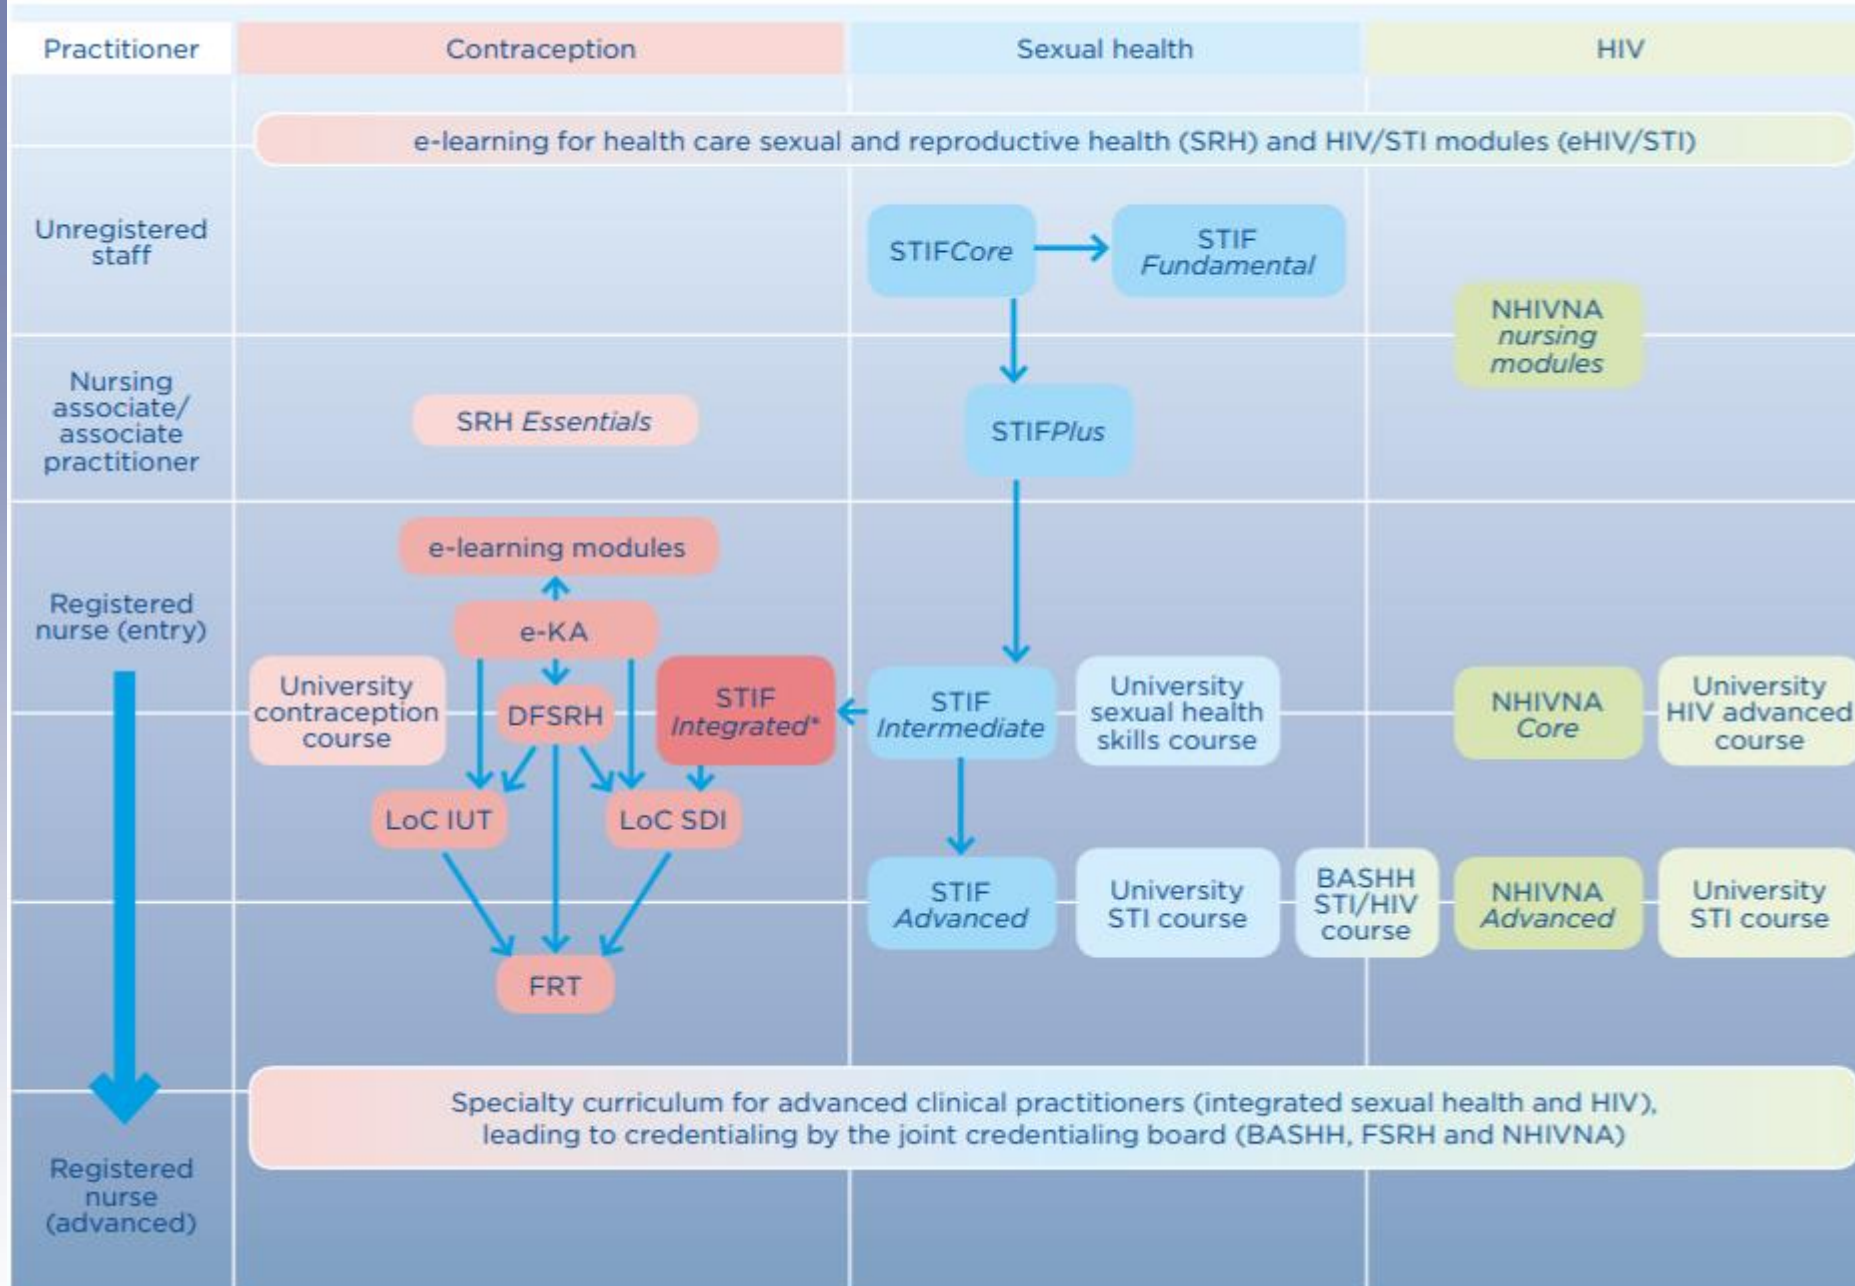 Practitioner
Contraception
Sexual health
HIV
e-learning for health care sexual and reproductive health (SRH) and HIV/STI modules (eHIV/STI)
Unregistered
staff
STIFCore
STIF
Fundamental
NHIVNA
nursing
modules
Nursing
associate/
associate
practitioner
SRH Essentials
STIFPlus
Registered
nurse (entry)
e-learning modules
e-KA
University
contraception
course
DFSRH
STIF
Integrated*
STIF
Intermediate
University
sexual health
skills course
NHIVNA
Core
University
HIV advanced
course
LoC IUT
LoC SDI
STIF
Advanced
University
STI course
BASHH
STI/HIV
course
NHIVNA
Advanced
University
STI course
FRT
Specialty curriculum for advanced clinical practitioners (integrated sexual health and HIV),
leading to credentialing by the joint credentialing board (BASHH, FSRH and NHIVNA)
Registered
nurse
(advanced)